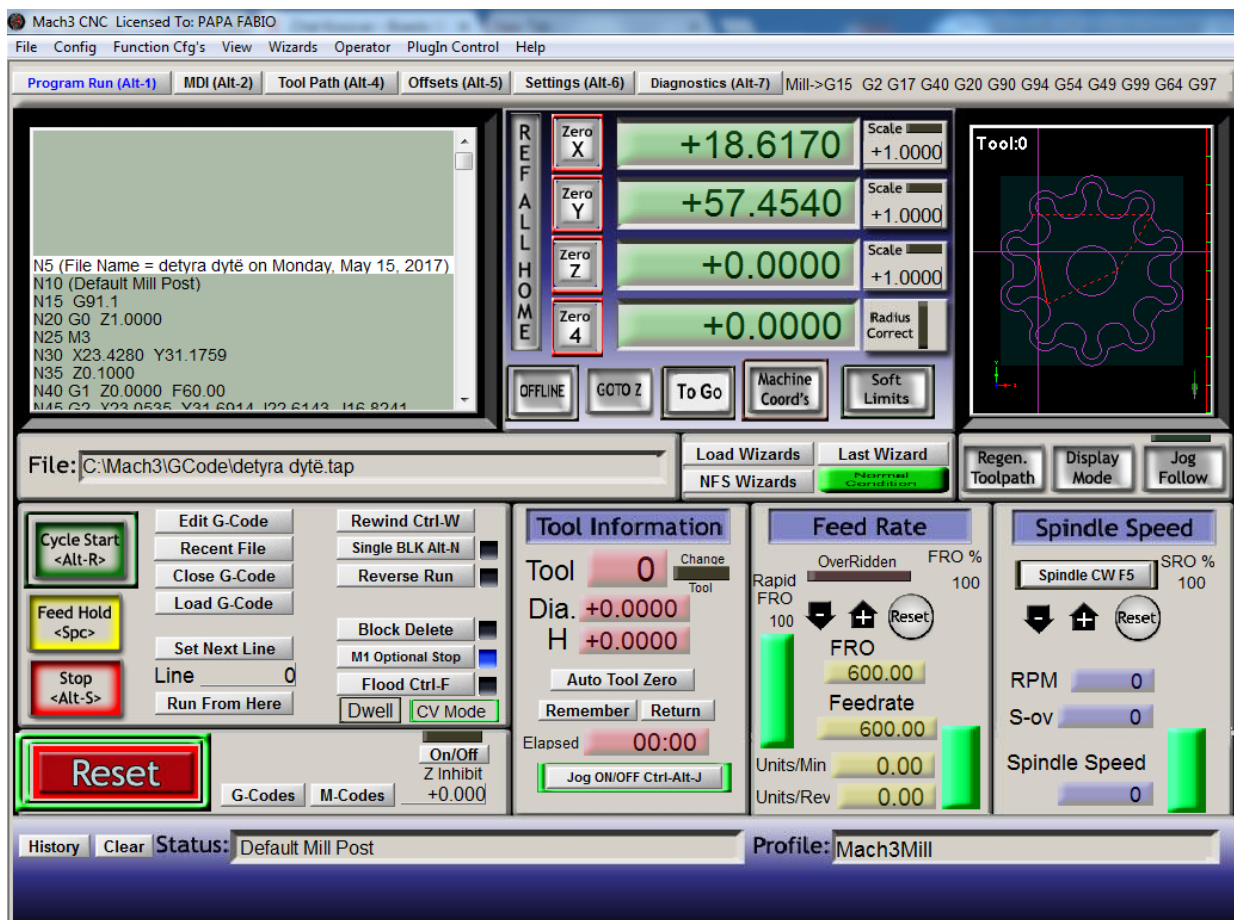 Mach3 CNC Licensed To: PAPA FABIO
File Config Function Cfg's View Wizards Operator PlugIn Control Help
Program Run (Alt-1) MDI (Alt-2) Tool Path (Alt-4) Offsets (Alt-5) Settings (Alt-6) Diagnostics (Alt-7) Mill->G15 G2 G17 G40 G20 G90 G94 G54 G49 G99 G64 G97
N5 (File Name = detyra dytë on Monday, May 15, 2017)
N10 (Default Mill Post)
N15 G91.1
N20 G0 Z1.0000
N25 M3
N30 X23.4280 Y31.1759
N35 Z0.1000
N40 G1 Z0.0000 F60.00
N45 G2 X23.0535 Y31.6914 I22.6143 J16.8241
REF ALL HOME
Zero X +18.6170 Scale +1.0000
Zero Y +57.4540 Scale +1.0000
Zero Z +0.0000 Scale +1.0000
Zero 4 +0.0000 Radius Correct
OFFLINE GOTO Z To Go Machine Coord's Soft Limits
Tool:0
File: C:\Mach3\GCode\detyra dytë.tap
Load Wizards Last Wizard
NFS Wizards Normal Condition
Regen. Toolpath Display Mode Jog Follow
Cycle Start <Alt-R>
Feed Hold <Spc>
Stop <Alt-S>
Edit G-Code
Recent File
Close G-Code
Load G-Code
Set Next Line
Line 0
Run From Here
Rewind Ctrl-W
Single BLK Alt-N
Reverse Run
Block Delete
M1 Optional Stop
Flood Ctrl-F
Dwell CV Mode
Reset
G-Codes M-Codes
On/Off
Z Inhibit
+0.000
Tool Information
Tool 0 Change Tool
Dia. +0.0000
H +0.0000
Auto Tool Zero
Remember Return
Elapsed 00:00
Jog ON/OFF Ctrl-Alt-J
Feed Rate
OverRidden FRO %
100
Rapid FRO
100
Reset
FRO
600.00
Feedrate
600.00
Units/Min 0.00
Units/Rev 0.00
Spindle Speed
Spindle CW F5 SRO %
100
Reset
RPM 0
S-ov 0
Spindle Speed
0
History Clear Status: Default Mill Post Profile: Mach3Mill